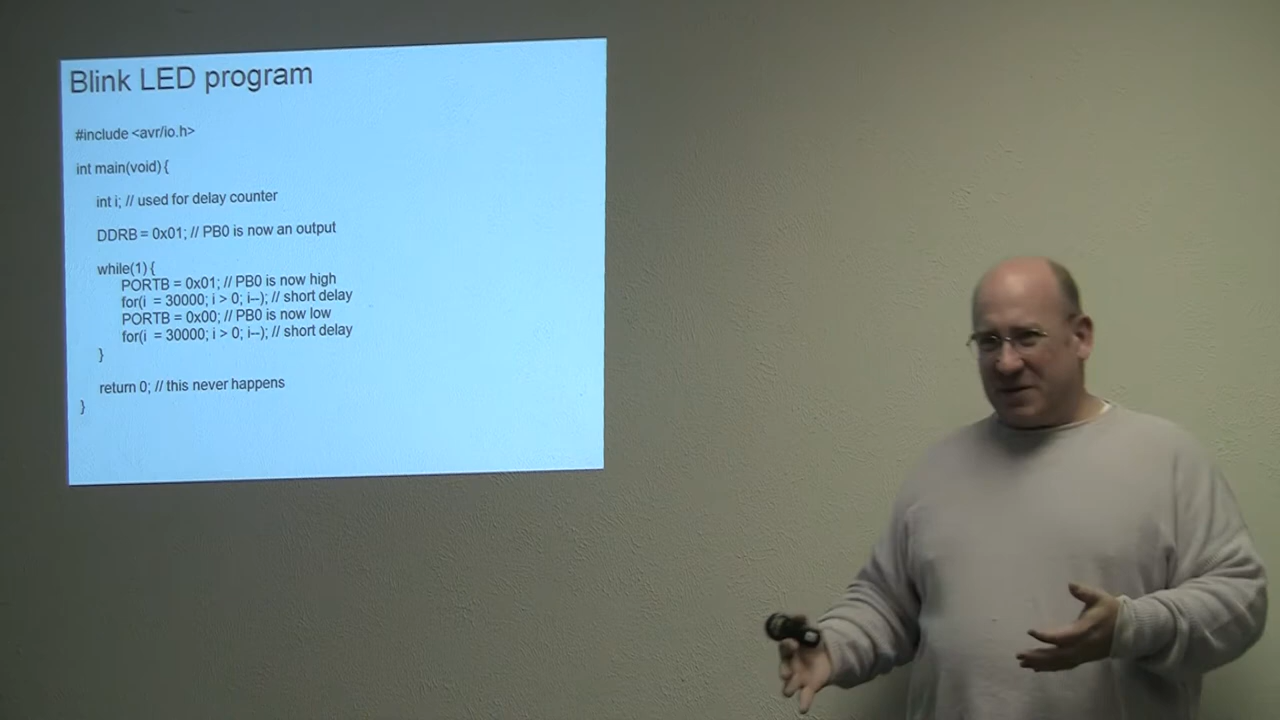 Blink LED program
#include <avr/io.h>
int main(void) {
int i; // used for delay counter
DDRB = 0x01; // PB0 is now an output
while(1) {
PORTB = 0x01; // PB0 is now high
for(i = 30000; i > 0; i--); // short delay
PORTB = 0x00; // PB0 is now low
for(i = 30000; i > 0; i--); // short delay
}
return 0; // this never happens
}